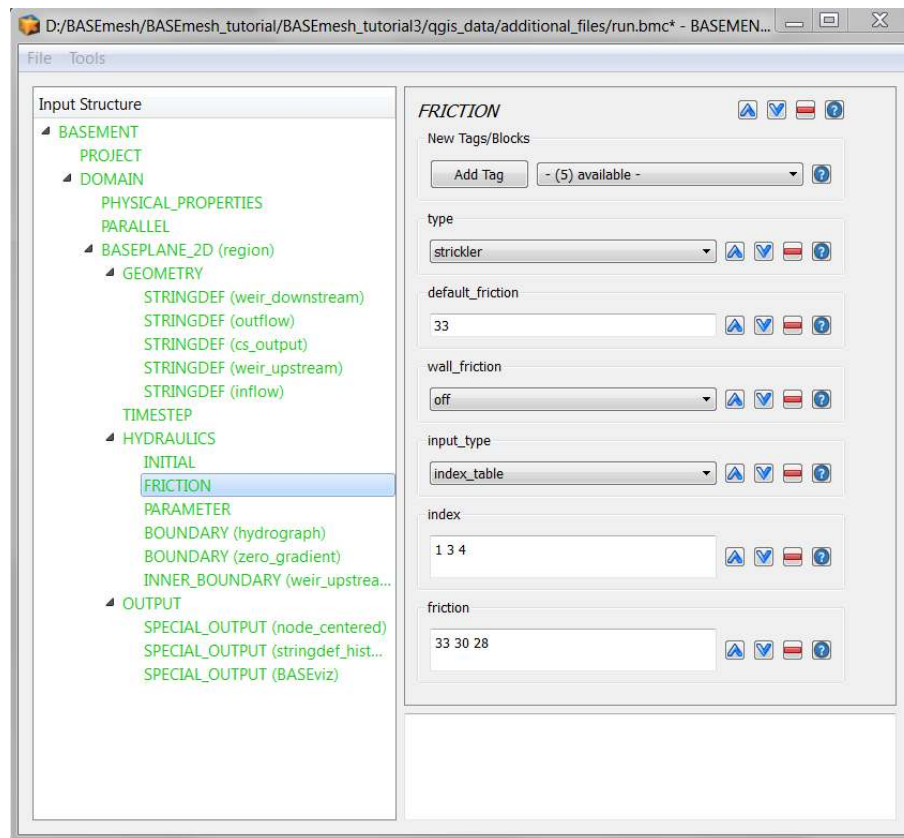 D:/BASEmesh/BASEmesh_tutorial/BASEmesh_tutorial3/qgis_data/additional_files/run.bmc* - BASEMEN...
File Tools
Input Structure
BASEMENT
PROJECT
DOMAIN
PHYSICAL_PROPERTIES
PARALLEL
BASEPLANE_2D (region)
GEOMETRY
STRINGDEF (weir_downstream)
STRINGDEF (outflow)
STRINGDEF (cs_output)
STRINGDEF (weir_upstream)
STRINGDEF (inflow)
TIMESTEP
HYDRAULICS
INITIAL
FRICTION
PARAMETER
BOUNDARY (hydrograph)
BOUNDARY (zero_gradient)
INNER_BOUNDARY (weir_upstrea...
OUTPUT
SPECIAL_OUTPUT (node_centered)
SPECIAL_OUTPUT (stringdef_hist...
SPECIAL_OUTPUT (BASEviz)
FRICTION
New Tags/Blocks
Add Tag - (5) available -
type
strickler
default_friction
33
wall_friction
off
input_type
index_table
index
1 3 4
friction
33 30 28